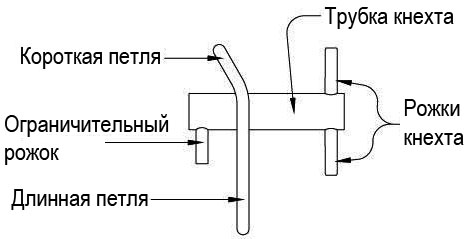 Трубка кнехта
Короткая петля
Ограничительный
рожок
Рожки
кнехта
Длинная петля